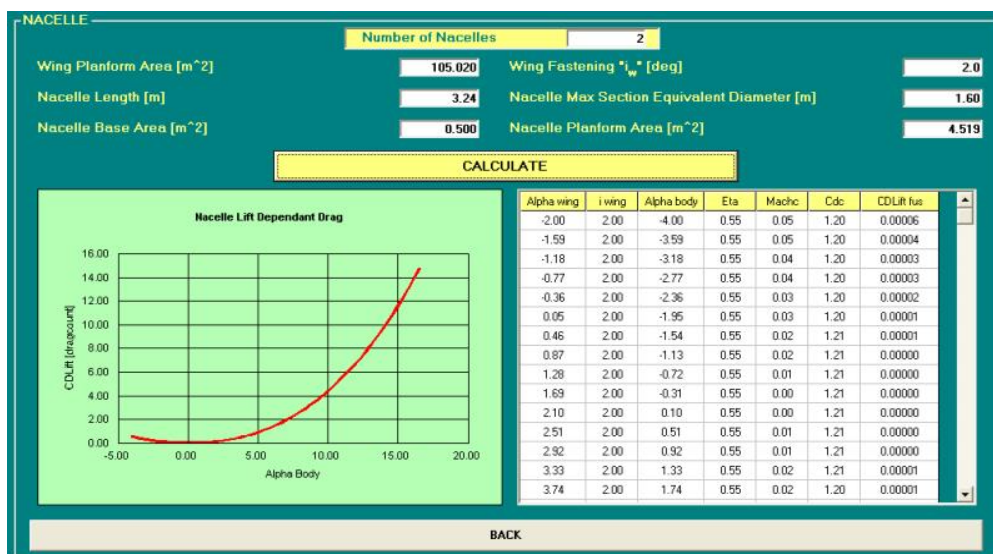 NACELLE
Number of Nacelles 2
Wing Planform Area [m^2] 105.020 Wing Fastening "i_w" [deg] 2.0
Nacelle Length [m] 3.24 Nacelle Max Section Equivalent Diameter [m] 1.60
Nacelle Base Area [m^2] 0.500 Nacelle Planform Area [m^2] 4.519
CALCULATE
Nacelle Lift Dependant Drag
CDLift [dragcount]
16.00
14.00
12.00
10.00
8.00
6.00
4.00
2.00
0.00
-5.00 0.00 5.00 10.00 15.00 20.00
Alpha Body
Alpha wing i wing Alpha body Eta Machc Cdc CDLift fus
-2.00 2.00 -4.00 0.55 0.05 1.20 0.00006
-1.59 2.00 -3.59 0.55 0.05 1.20 0.00004
-1.18 2.00 -3.18 0.55 0.04 1.20 0.00003
-0.77 2.00 -2.77 0.55 0.04 1.20 0.00003
-0.36 2.00 -2.36 0.55 0.03 1.20 0.00002
0.05 2.00 -1.95 0.55 0.03 1.20 0.00001
0.46 2.00 -1.54 0.55 0.02 1.21 0.00001
0.87 2.00 -1.13 0.55 0.02 1.21 0.00000
1.28 2.00 -0.72 0.55 0.01 1.21 0.00000
1.69 2.00 -0.31 0.55 0.00 1.21 0.00000
2.10 2.00 0.10 0.55 0.00 1.21 0.00000
2.51 2.00 0.51 0.55 0.01 1.21 0.00000
2.92 2.00 0.92 0.55 0.01 1.21 0.00000
3.33 2.00 1.33 0.55 0.02 1.21 0.00001
3.74 2.00 1.74 0.55 0.02 1.20 0.00001
BACK